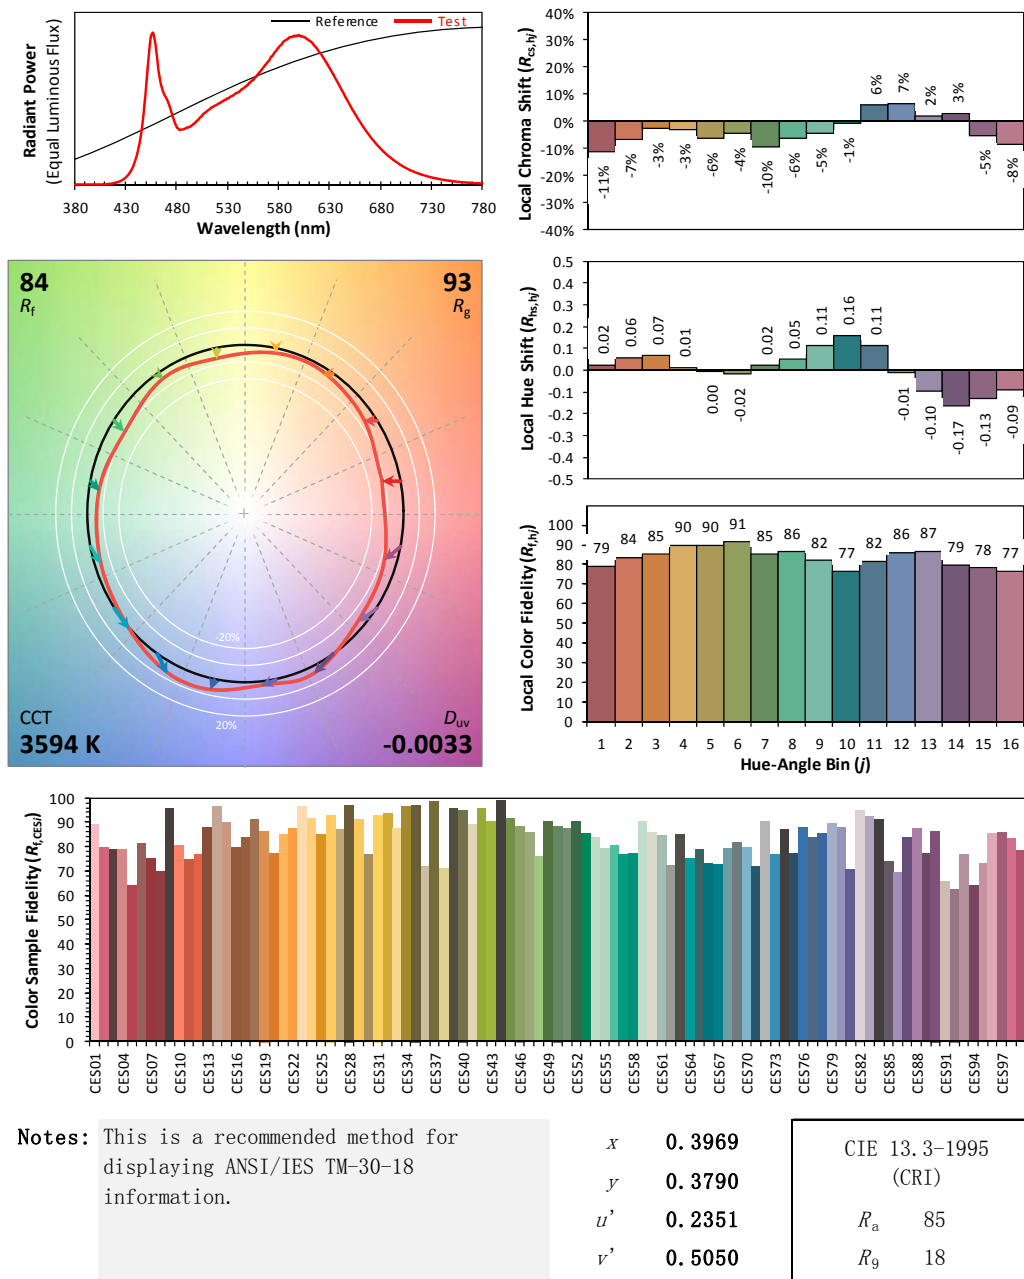 Reference
Test
Radiant Power
(Equal Luminous Flux)
380 430 480 530 580 630 680 730 780
Wavelength (nm)
Local Chroma Shift (Rcs,hj)
40%
30%
20%
10%
0%
-10%
-20%
-30%
-40%
-11% -7% -3% -3% -6% -4% -10% -6% -5% -1% 6% 7% 2% 3% -5% -8%
84
Rf
93
Rg
-20%
20%
CCT
3594 K
Duv
-0.0033
Local Hue Shift (Rhs,hj)
0.5
0.4
0.3
0.2
0.1
0.0
-0.1
-0.2
-0.3
-0.4
-0.5
0.02 0.06 0.07 0.01 0.00 -0.02 0.02 0.05 0.11 0.16 0.11 -0.01 -0.10 -0.17 -0.13 -0.09
Local Color Fidelity (Rf,hj)
100
90
80
70
60
50
40
30
20
10
0
79 84 85 90 90 91 85 86 82 77 82 86 87 79 78 77
1 2 3 4 5 6 7 8 9 10 11 12 13 14 15 16
Hue-Angle Bin (j)
Color Sample Fidelity (Rf,CESi)
100
90
80
70
60
50
40
30
20
10
0
CES01 CES04 CES07 CES10 CES13 CES16 CES19 CES22 CES25 CES28 CES31 CES34 CES37 CES40 CES43 CES46 CES49 CES52 CES55 CES58 CES61 CES64 CES67 CES70 CES73 CES76 CES79 CES82 CES85 CES88 CES91 CES94 CES97
Notes: This is a recommended method for
displaying ANSI/IES TM-30-18
information.
x 0.3969
y 0.3790
u' 0.2351
v' 0.5050
CIE 13.3-1995
(CRI)
Ra 85
R9 18